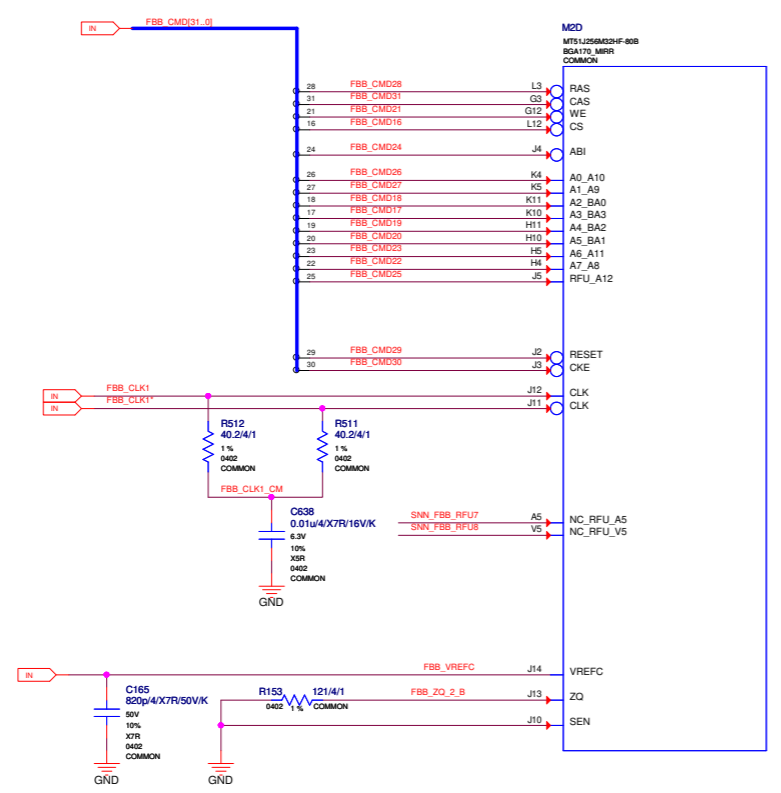 IN FBB_CMD[31..0]
M2D
MT51J256M32HF-80B
BGA170_MIRR
COMMON
28 FBB_CMD28 L3 RAS
31 FBB_CMD31 G3 CAS
21 FBB_CMD21 G12 WE
16 FBB_CMD16 L12 CS
24 FBB_CMD24 J4 ABI
26 FBB_CMD26 K4 A0_A10
27 FBB_CMD27 K5 A1_A9
18 FBB_CMD18 K11 A2_BA0
17 FBB_CMD17 K10 A3_BA3
19 FBB_CMD19 H11 A4_BA2
20 FBB_CMD20 H10 A5_BA1
23 FBB_CMD23 H5 A6_A11
22 FBB_CMD22 H4 A7_A8
25 FBB_CMD25 J5 RFU_A12
29 FBB_CMD29 J2 RESET
30 FBB_CMD30 J3 CKE
IN FBB_CLK1 J12 CLK
IN FBB_CLK1* J11 CLK
R512
40.2/4/1
1 %
0402
COMMON
R511
40.2/4/1
1 %
0402
COMMON
FBB_CLK1_CM
C638
0.01u/4/X7R/16V/K
6.3V
10%
X5R
0402
COMMON
GND
SNN_FBB_RFU7 A5 NC_RFU_A5
SNN_FBB_RFU8 V5 NC_RFU_V5
IN FBB_VREFC J14 VREFC
C165
820p/4/X7R/50V/K
50V
10%
X7R
0402
COMMON
GND
R153 121/4/1 FBB_ZQ_2_B J13 ZQ
0402 1 % COMMON
J10 SEN
GND